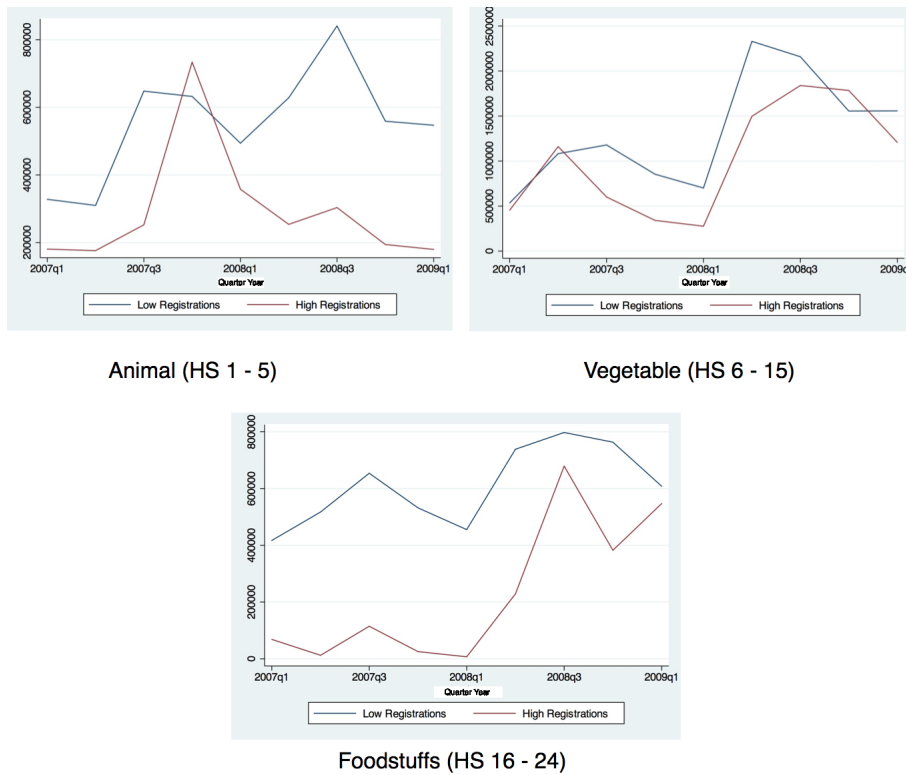 800000
600000
400000
200000
2007q1 2007q3 2008q1 2008q3 2009q1
Quarter Year
Low Registrations High Registrations
Animal (HS 1 - 5)
2500000
2000000
1500000
1000000
500000
0
2007q1 2007q3 2008q1 2008q3
Quarter Year
Low Registrations High Registrations
Vegetable (HS 6 - 15)
800000
600000
400000
200000
0
2007q1 2007q3 2008q1 2008q3 2009q1
Quarter Year
Low Registrations High Registrations
Foodstuffs (HS 16 - 24)